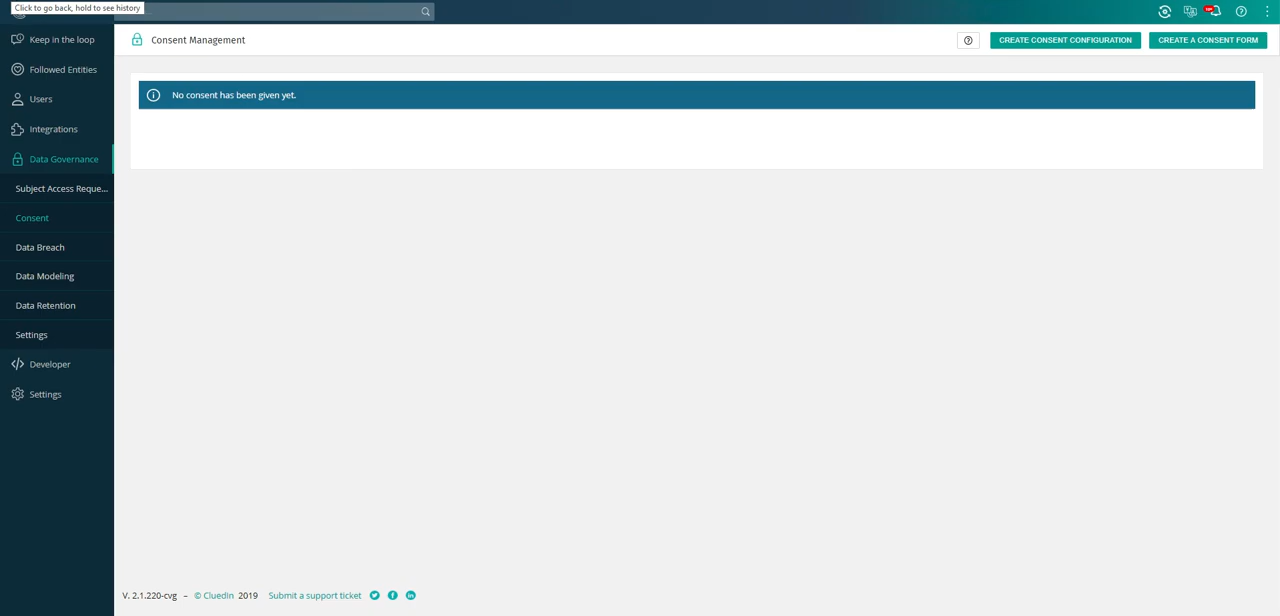 Click to go back, hold to see history
Keep in the loop
Followed Entities
Users
Integrations
Data Governance
Subject Access Reque...
Consent
Data Breach
Data Modeling
Data Retention
Settings
Developer
Settings
Consent Management
CREATE CONSENT CONFIGURATION
CREATE A CONSENT FORM
No consent has been given yet.
V. 2.1.220-cvg – © CluedIn 2019 Submit a support ticket